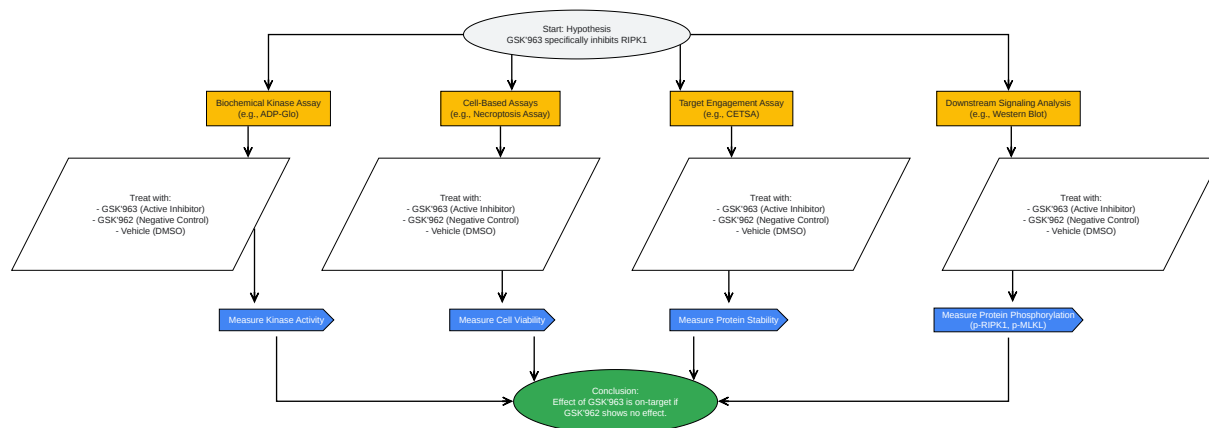 Start: Hypothesis
GSK'963 specifically inhibits RIPK1
Biochemical Kinase Assay
(e.g., ADP-Glo)
Cell-Based Assays
(e.g., Necroptosis Assay)
Target Engagement Assay
(e.g., CETSA)
Downstream Signaling Analysis
(e.g., Western Blot)
Treat with:
- GSK'963 (Active Inhibitor)
- GSK'962 (Negative Control)
- Vehicle (DMSO)
Treat with:
- GSK'963 (Active Inhibitor)
- GSK'962 (Negative Control)
- Vehicle (DMSO)
Treat with:
- GSK'963 (Active Inhibitor)
- GSK'962 (Negative Control)
- Vehicle (DMSO)
Treat with:
- GSK'963 (Active Inhibitor)
- GSK'962 (Negative Control)
- Vehicle (DMSO)
Measure Kinase Activity
Measure Cell Viability
Measure Protein Stability
Measure Protein Phosphorylation
(p-RIPK1, p-MLKL)
Conclusion:
Effect of GSK'963 is on-target if
GSK'962 shows no effect.